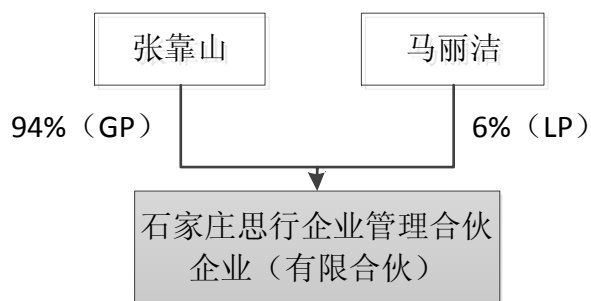 张靠山
马丽洁
94%（GP）
6%（LP）
石家庄思行企业管理合伙
企业（有限合伙）